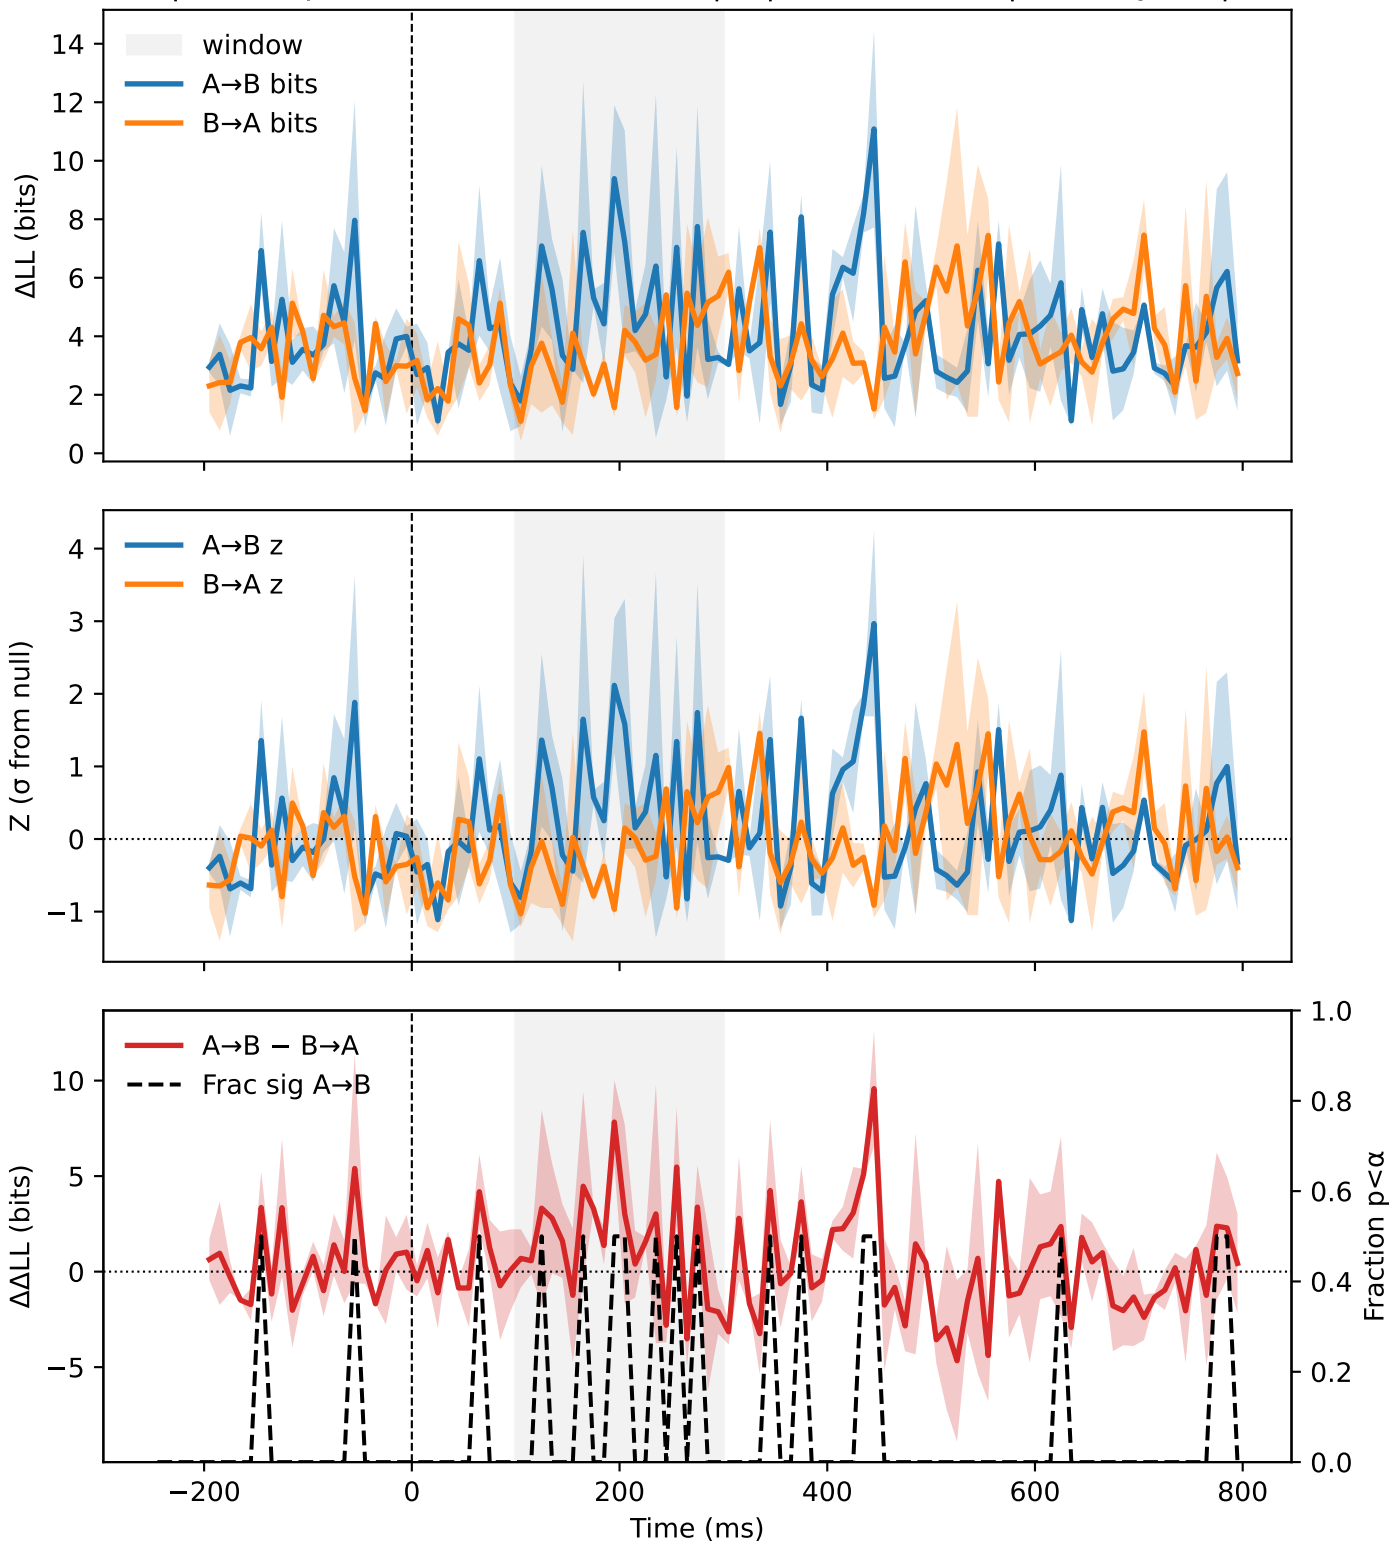 14
12
10
8
6
4
2
0
ΔLL (bits)
window
A→B bits
B→A bits
4
3
2
1
0
−1
Z (σ from null)
A→B z
B→A z
10
5
0
−5
ΔΔLL (bits)
A→B − B→A
Frac sig A→B
1.0
0.8
0.6
0.4
0.2
0.0
Fraction p<α
−200 0 200 400 600 800
Time (ms)